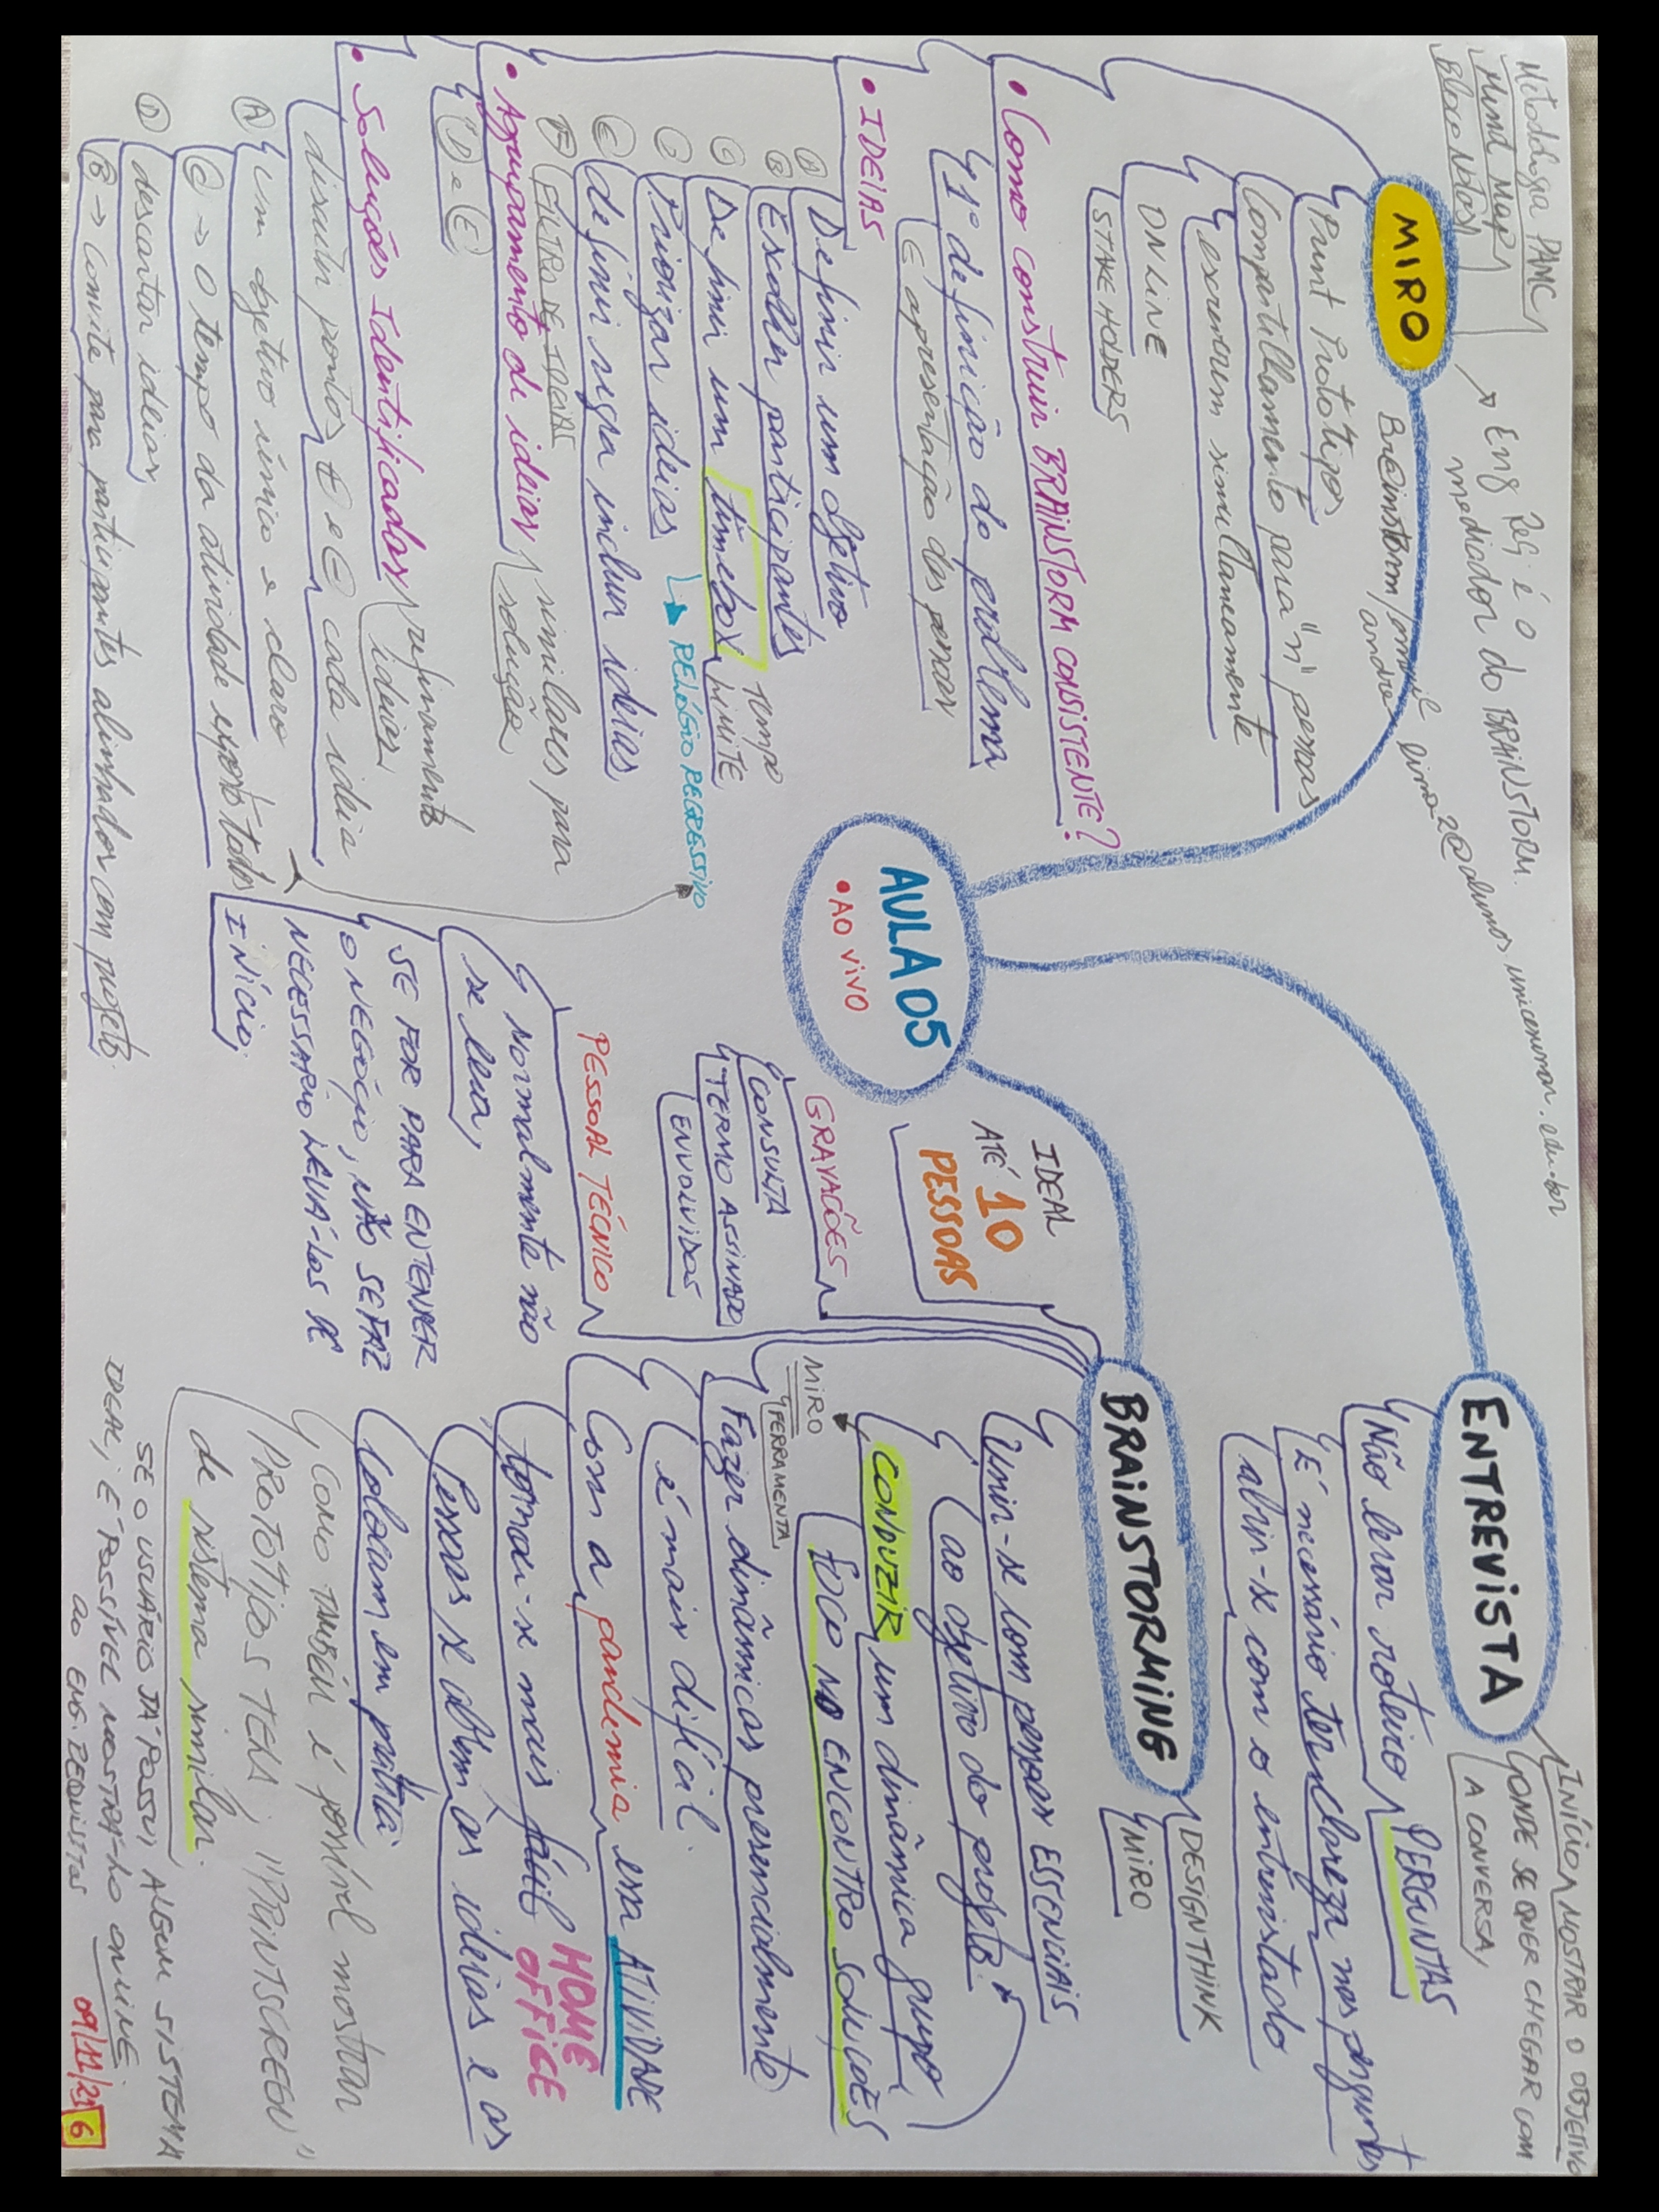 Metodologia PAMC
Mind Map
Bloco Notas
Eng Req é o
mediador do BRAINSTORM.
MIRO
Br@instorm/email
andre_lima2@alunos.unicesumar.edu.br
Print Protótipos
Compartilhamento para "n" pessoas
escreverem simultaneamente
ONLINE
STAKEHOLDERS
• Como construir BRAINSTORM CONSISTENTE?
1º definição do problema
E apresentação das pessoas
• IDEIAS
A Definir um objetivo
B Escolher participantes
C Definir um timebox TEMPO LIMITE
RELÓGIO REGRESSIVO
D Priorizar ideias
E definir regra incluir ideias
F FILTRO DE IDEIAS
• Agrupamento de ideias similares para
solução
"D e E"
• Soluções Identificadas refinamento
ideias
discutir pontos + e - cada ideia
A Um objetivo único e claro
C → O tempo da atividade exposto todos
D descartar ideias
B → Convite para participantes alinhados com projeto
AULA 05
• AO VIVO
ENTREVISTA
INÍCIO MOSTRAR O OBJETIVO
ONDE SE QUER CHEGAR COM
A CONVERSA
Não levar roteiro PERGUNTAS
É necessário ter clareza nas perguntas
abrir-se com o entrevistado
BRAINSTORMING
DESIGN THINK
MIRO
IDEAL
ATÉ 10
PESSOAS
Unir-se com pessoas ESSENCIAIS
ao objetivo do projeto.
CONDUZIR um dinâmica grupo
FOCO NO ENCONTRO SOLUÇÕES
MIRO
FERRAMENTA
Fazer dinâmicas presencialmente
é mais difícil.
Com a pandemia essa ATIVIDADE
HOME
OFFICE
tornou-se mais fácil
Pessoas se abrem às ideias e as
colocam em prática
COMO TAMBÉM é possível mostrar
PROTÓTIPOS TELA, "PRINTSCREEN"
de sistema similar.
SE O USUÁRIO JÁ POSSUI ALGUM SISTEMA
IDEAL, É POSSÍVEL MOSTRÁ-LO ONLINE
ao ENG. REQUISITOS
GRAVACÕES
CONSULTA
TERMO ASSINADO
ENVOLVIDOS
PESSOAL TÉCNICO
Normalmente não
se leva,
SE FOR PARA ENTENDER
O NEGÓCIO, NÃO SE FAZ
NECESSÁRIO LEVÁ-LOS DE
INÍCIO;
09/11/21 6